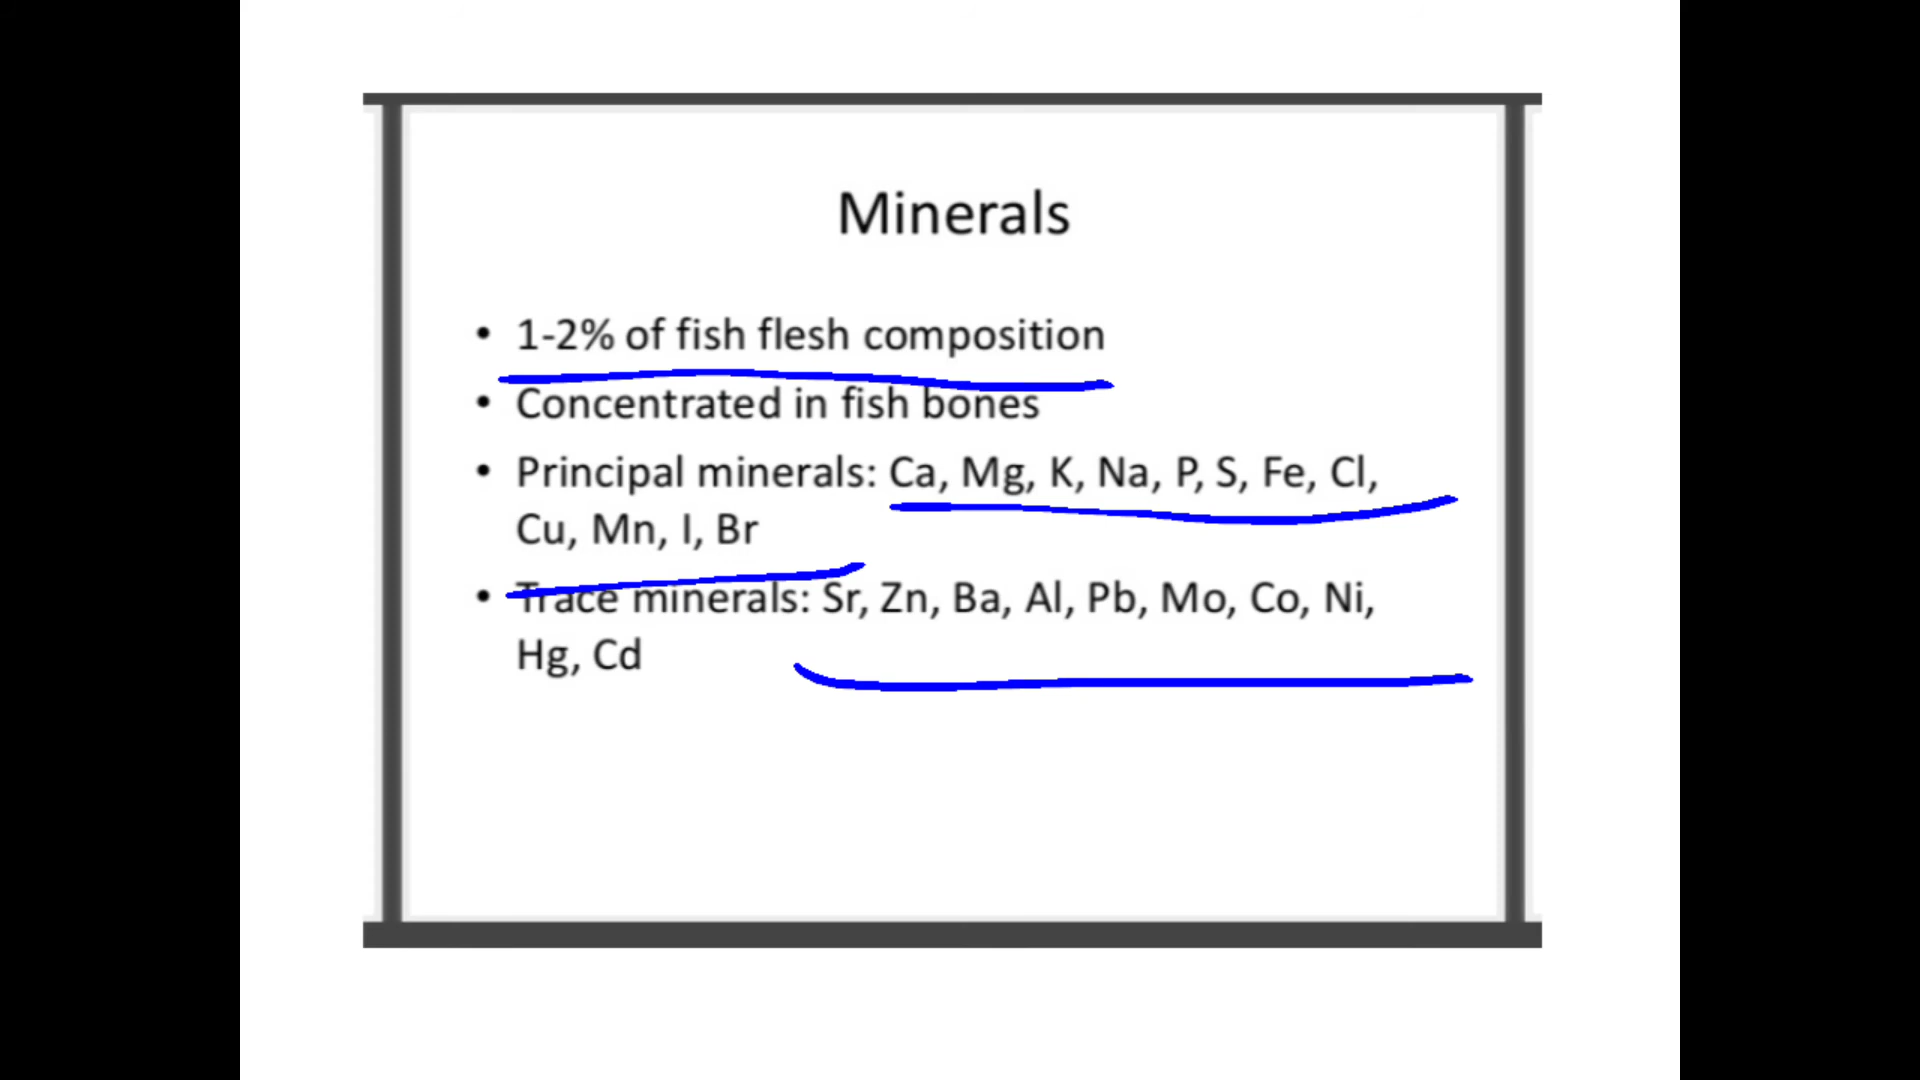 Minerals
• 1-2% of fish flesh composition
• Concentrated in fish bones
• Principal minerals: Ca, Mg, K, Na, P, S, Fe, Cl,
Cu, Mn, I, Br
• Trace minerals: Sr, Zn, Ba, Al, Pb, Mo, Co, Ni,
Hg, Cd